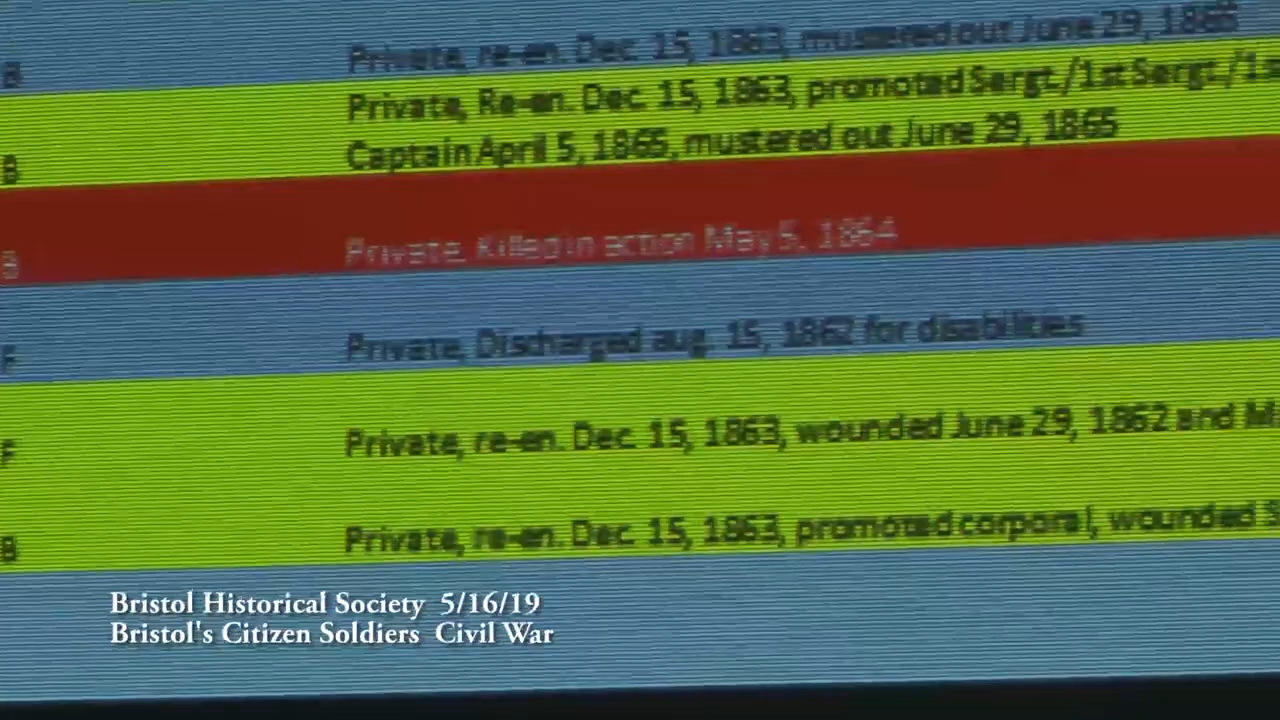 B Private, re-en. Dec. 15, 1863, mustered out June 29, 1865
Private, Re-en. Dec. 15, 1863, promoted Sergt./1st Sergt./1s
B Captain April 5, 1865, mustered out June 29, 1865
B Private, Killed in action May 5, 1864
F Private, Discharged aug. 15, 1862 for disabilities
F Private, re-en. Dec. 15, 1863, wounded June 29, 1862 and M
B Private, re-en. Dec. 15, 1863, promoted corporal, wounded S
Bristol Historical Society 5/16/19
Bristol's Citizen Soldiers Civil War